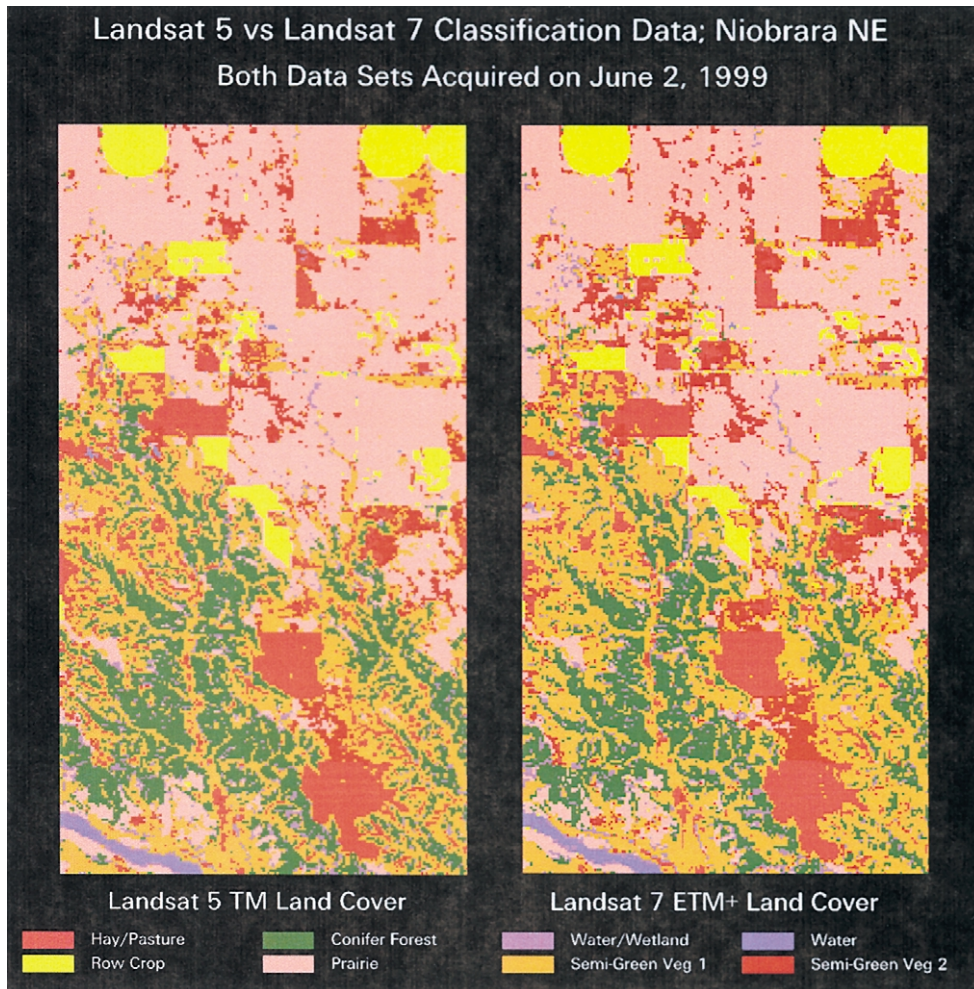 Landsat 5 vs Landsat 7 Classification Data; Niobrara NE
Both Data Sets Acquired on June 2, 1999
Landsat 5 TM Land Cover
Landsat 7 ETM+ Land Cover
Hay/Pasture
Conifer Forest
Water/Wetland
Water
Row Crop
Prairie
Semi-Green Veg 1
Semi-Green Veg 2